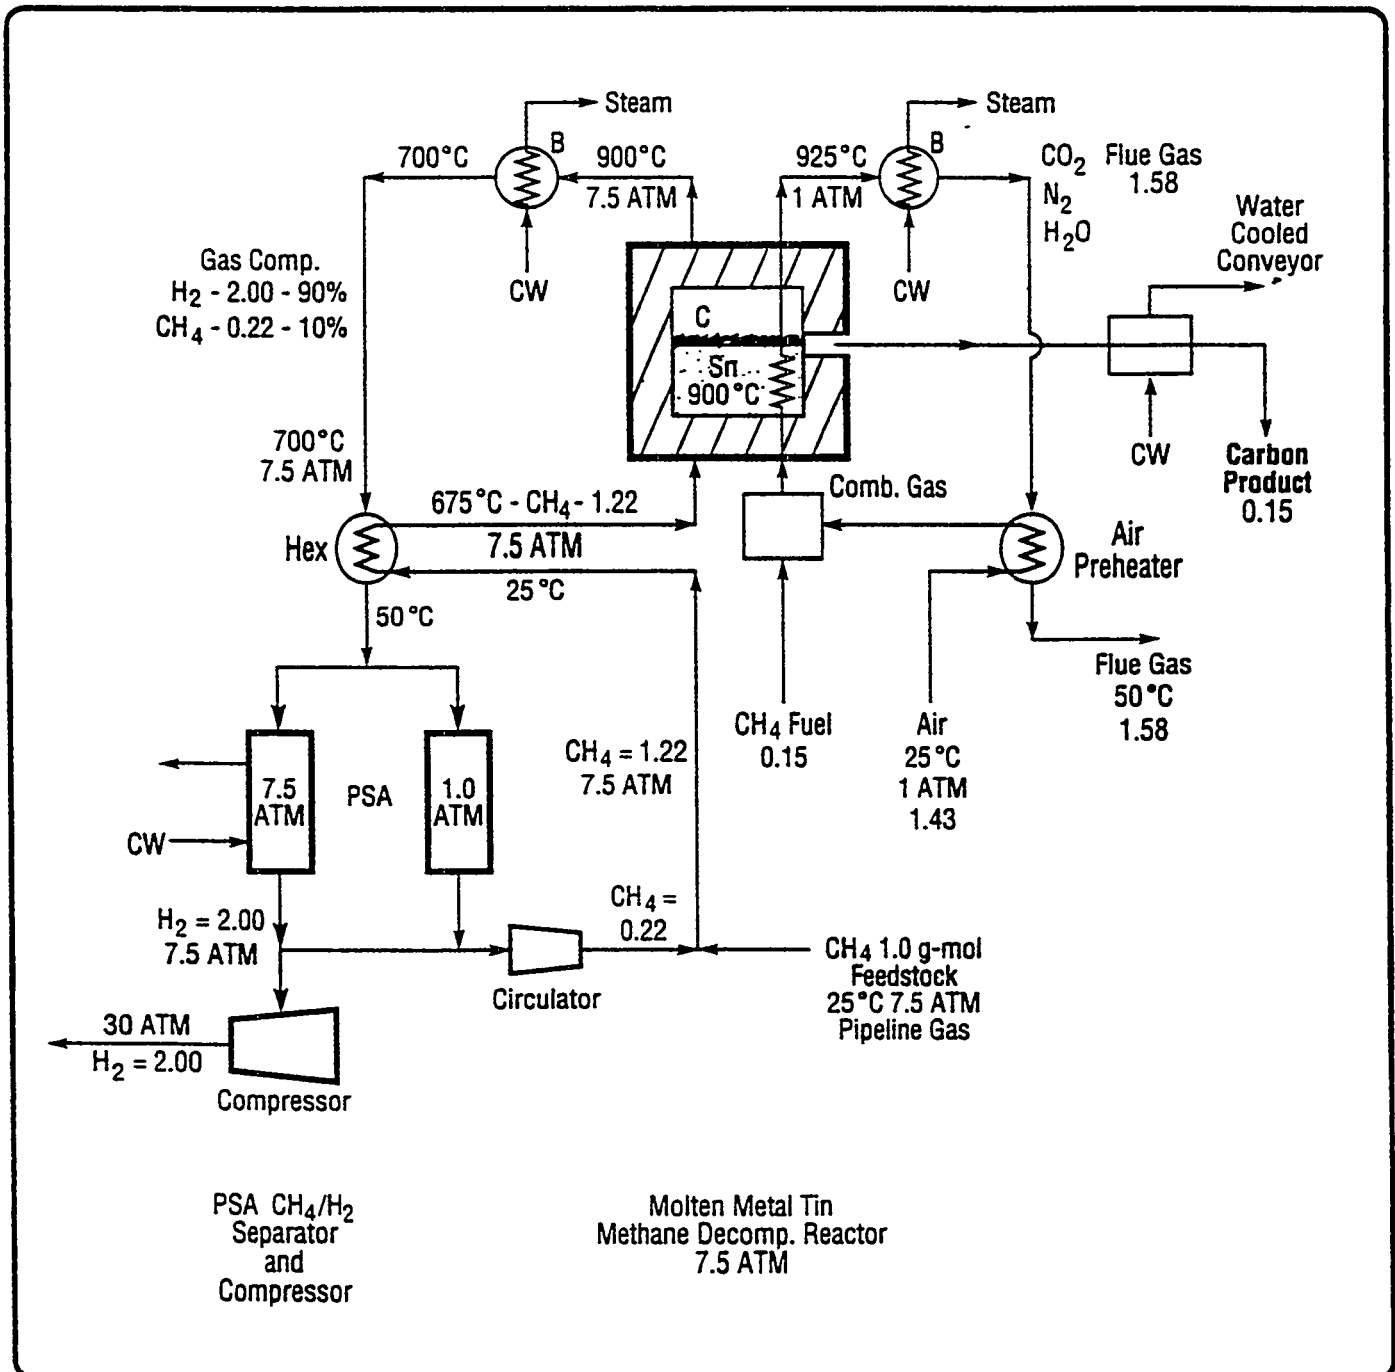 Steam
B
700°C
900°C
7.5 ATM
CW
Steam
B
925°C
1 ATM
CW
CO2
N2
H2O
Flue Gas
1.58
Water
Cooled
Conveyor
Gas Comp.
H2 - 2.00 - 90%
CH4 - 0.22 - 10%
C
Sn
900°C
CW
Carbon
Product
0.15
700°C
7.5 ATM
675°C - CH4 - 1.22
7.5 ATM
Hex
25°C
50°C
Comb. Gas
Air
Preheater
Flue Gas
50°C
1.58
CH4 Fuel
0.15
Air
25°C
1 ATM
1.43
CH4 = 1.22
7.5 ATM
7.5
ATM
PSA
1.0
ATM
CW
H2 = 2.00
7.5 ATM
CH4 =
0.22
Circulator
CH4 1.0 g-mol
Feedstock
25°C 7.5 ATM
Pipeline Gas
30 ATM
H2 = 2.00
Compressor
PSA CH4/H2
Separator
and
Compressor
Molten Metal Tin
Methane Decomp. Reactor
7.5 ATM